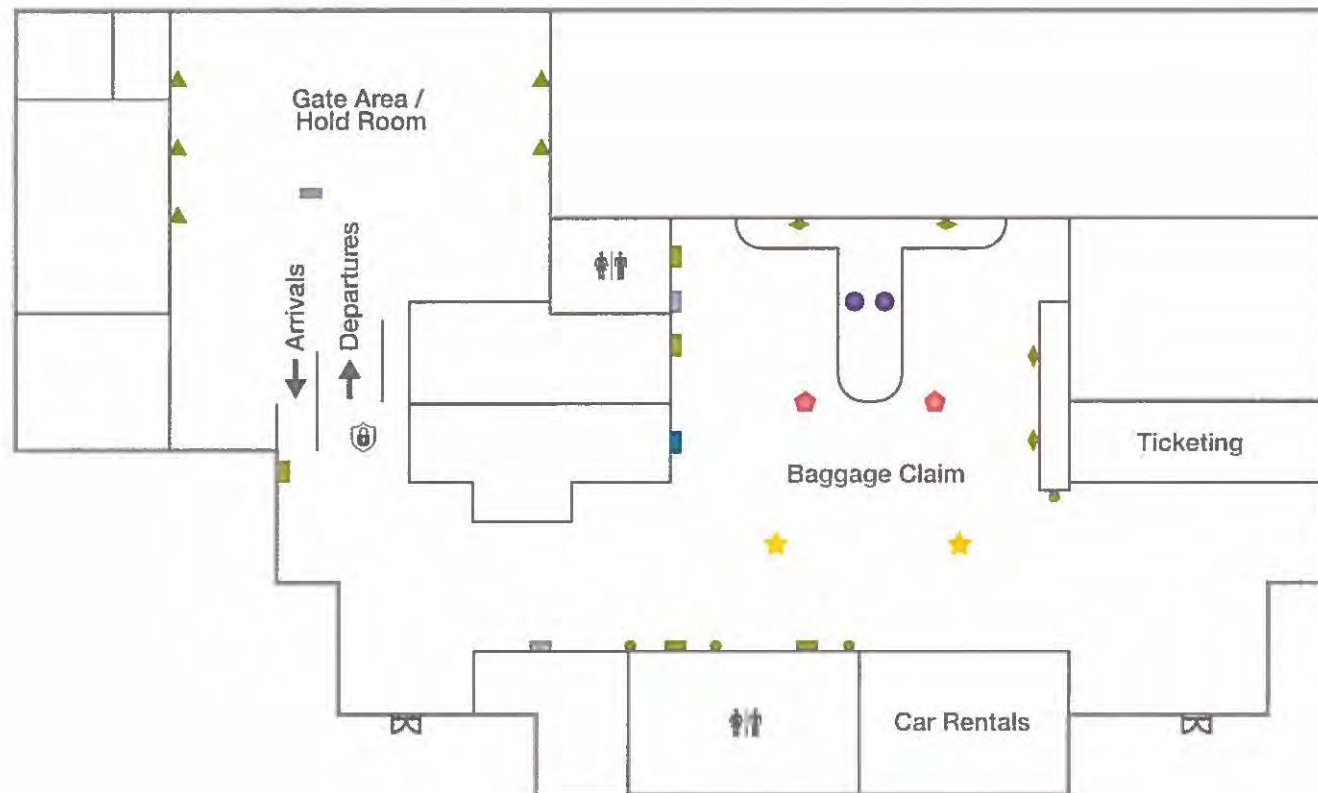 Gate Area /
Hold Room
Arrivals
Departures
Ticketing
Baggage Claim
Car Rentals